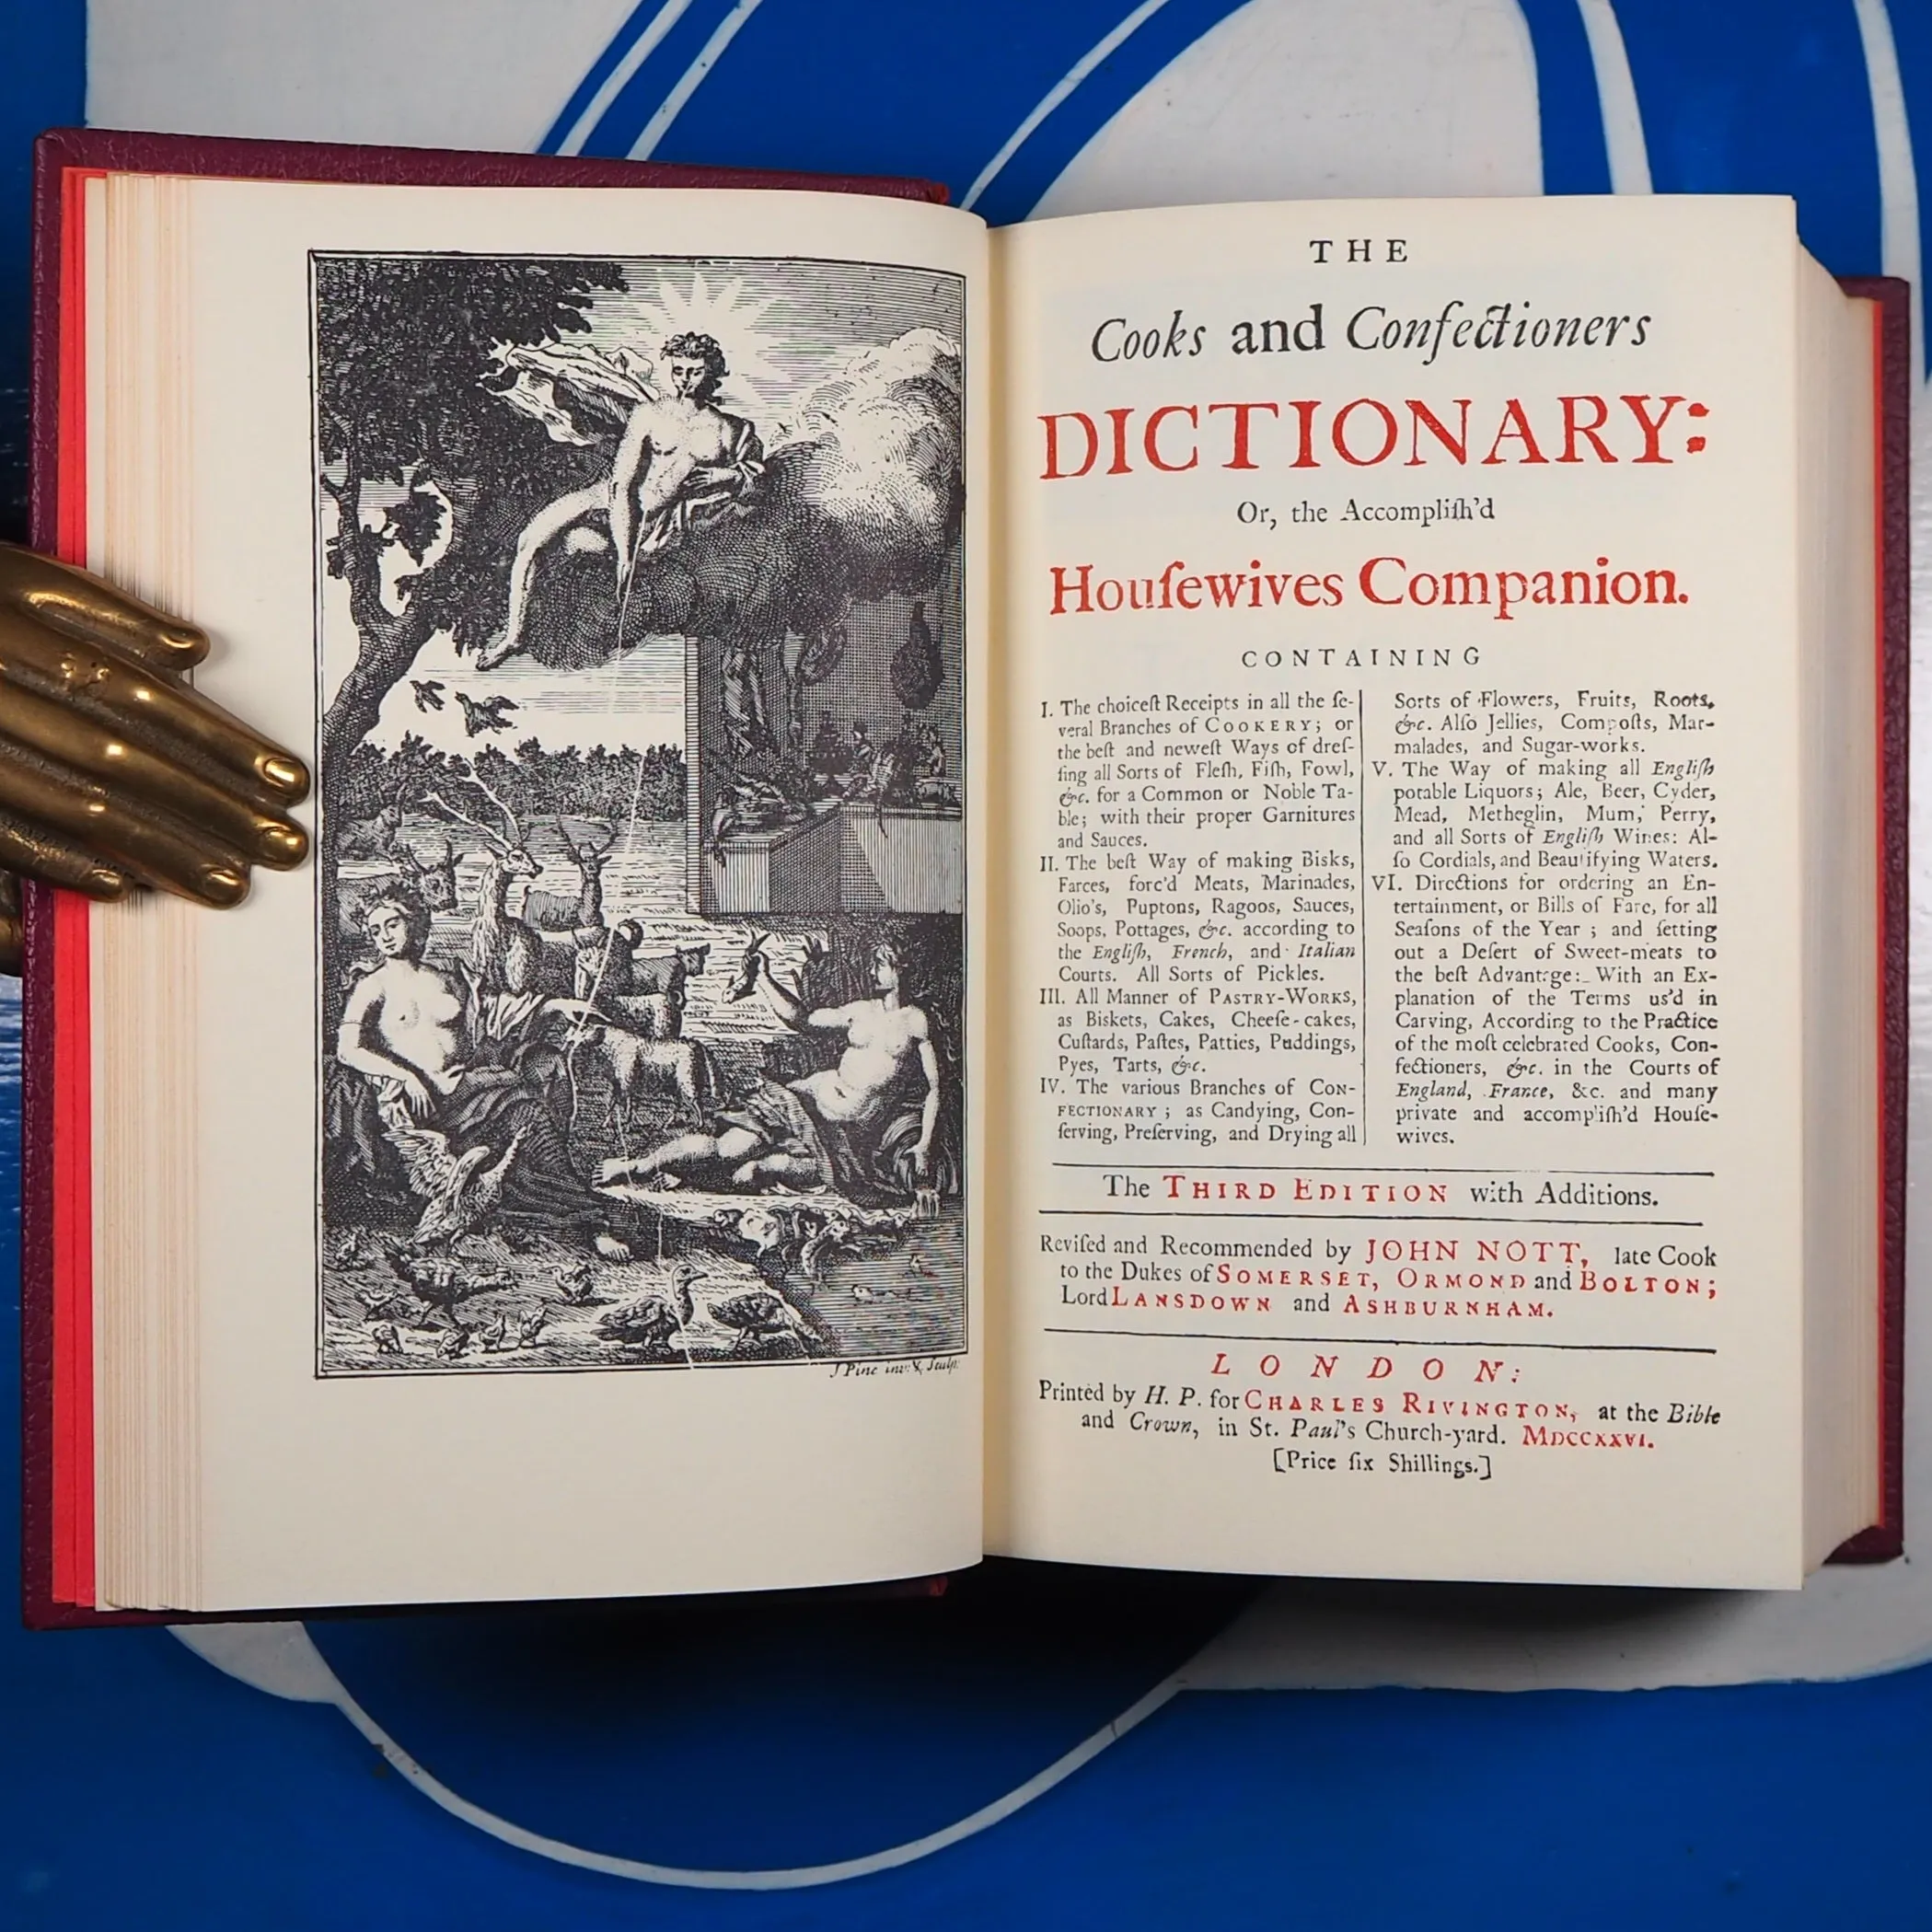 J Pine inv: & Sculp:
THE
Cooks and Confectioners
DICTIONARY:
Or, the Accompliſh'd
Houſewives Companion.
CONTAINING
I. The choiceſt Receipts in all the ſe-
veral Branches of COOKERY; or
the beſt and neweſt Ways of dreſ-
ſing all Sorts of Fleſh, Fiſh, Fowl,
&c. for a Common or Noble Ta-
ble; with their proper Garnitures
and Sauces.
II. The beſt Way of making Bisks,
Farces, forc'd Meats, Marinades,
Olio's, Puptons, Ragoos, Sauces,
Soops, Pottages, &c. according to
the Engliſh, French, and Italian
Courts. All Sorts of Pickles.
III. All Manner of PASTRY-WORKS,
as Biskets, Cakes, Cheeſe-cakes,
Cuſtards, Paſtes, Patties, Puddings,
Pyes, Tarts, &c.
IV. The various Branches of CON-
FECTIONARY; as Candying, Con-
ſerving, Preſerving, and Drying all
Sorts of Flowers, Fruits, Roots,
&c. Alſo Jellies, Compoſts, Mar-
malades, and Sugar-works.
V. The Way of making all Engliſh
potable Liquors; Ale, Beer, Cyder,
Mead, Metheglin, Mum, Perry,
and all Sorts of Engliſh Wines: Al-
ſo Cordials, and Beautifying Waters.
VI. Directions for ordering an En-
tertainment, or Bills of Fare, for all
Seaſons of the Year; and ſetting
out a Deſert of Sweet-meats to
the beſt Advantage: With an Ex-
planation of the Terms us'd in
Carving, According to the Practice
of the moſt celebrated Cooks, Con-
fectioners, &c. in the Courts of
England, France, &c. and many
private and accompliſh'd Houſe-
wives.
The THIRD EDITION with Additions.
Reviſed and Recommended by JOHN NOTT, late Cook
to the Dukes of SOMERSET, ORMOND and BOLTON;
Lord LANSDOWN and ASHBURNHAM.
LONDON:
Printed by H. P. for CHARLES RIVINGTON, at the Bible
and Crown, in St. Paul's Church-yard. MDCCXXVI.
[Price ſix Shillings.]